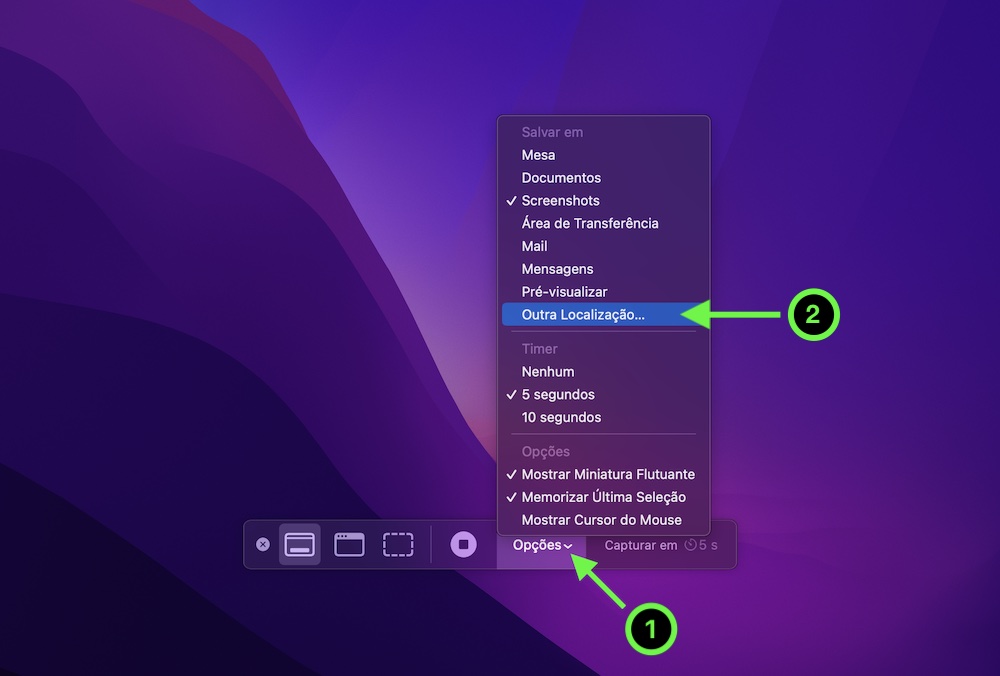 Salvar em
Mesa
Documentos
✓ Screenshots
Área de Transferência
Mail
Mensagens
Pré-visualizar
Outra Localização...
2
Timer
Nenhum
✓ 5 segundos
10 segundos
Opções
✓ Mostrar Miniatura Flutuante
✓ Memorizar Última Seleção
Mostrar Cursor do Mouse
Opções
Capturar em 5 s
1